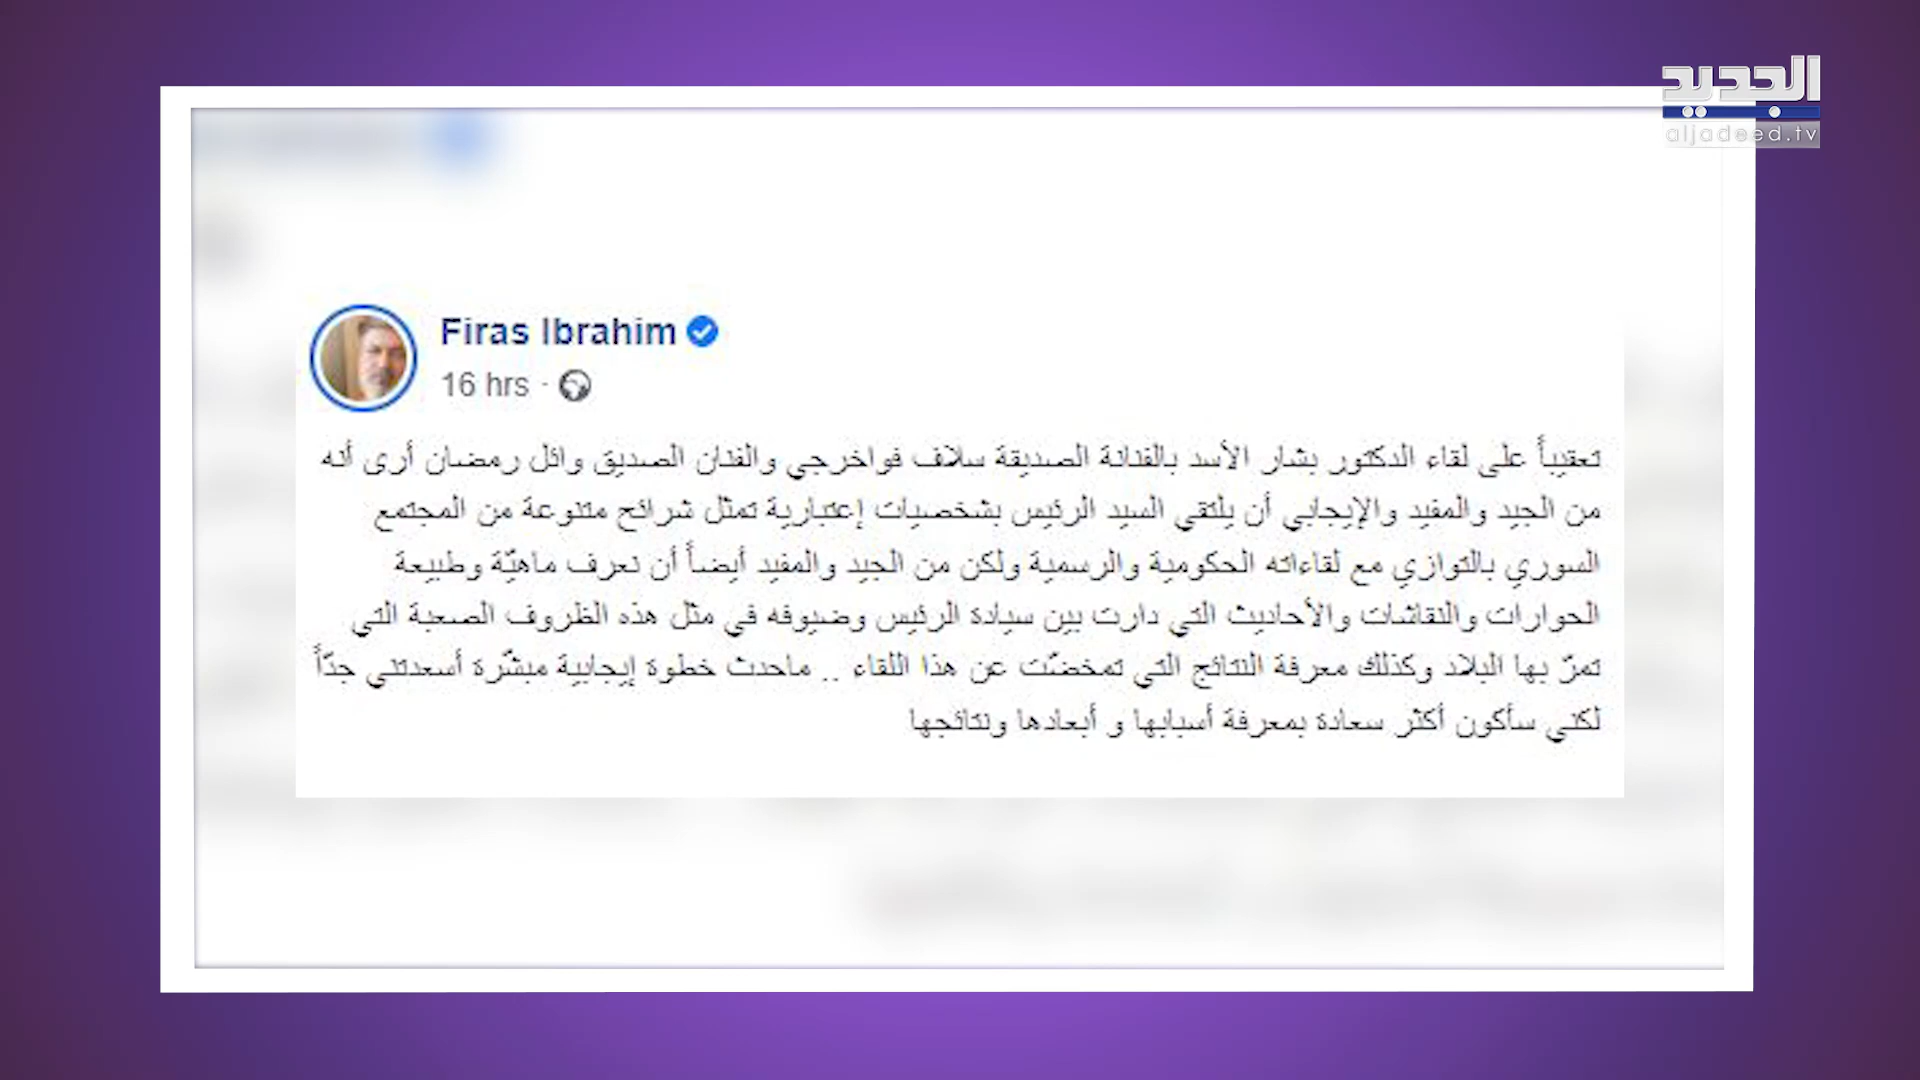 الجديد
aljadeed.tv
Firas Ibrahim
16 hrs ·
تعقيباً على لقاء الدكتور بشار الأسد بالفنانة الصديقة سلاف فواخرجي والفنان الصديق وائل رمضان أرى أنه
من الجيد والمفيد والإيجابي أن يلتقي السيد الرئيس بشخصيات إعتبارية تمثل شرائح متنوعة من المجتمع
السوري بالتوازي مع لقاءاته الحكومية والرسمية ولكن من الجيد والمفيد أيضاً أن نعرف ماهيّة وطبيعة
الحوارات والنقاشات والأحاديث التي دارت بين سيادة الرئيس وضيوفه في مثل هذه الظروف الصعبة التي
تمرّ بها البلاد وكذلك معرفة النتائج التي تمخضّت عن هذا اللقاء .. ماحدث خطوة إيجابية مبشّرة أسعدتني جدّاً
لكني سأكون أكثر سعادة بمعرفة أسبابها و أبعادها ونتائجها